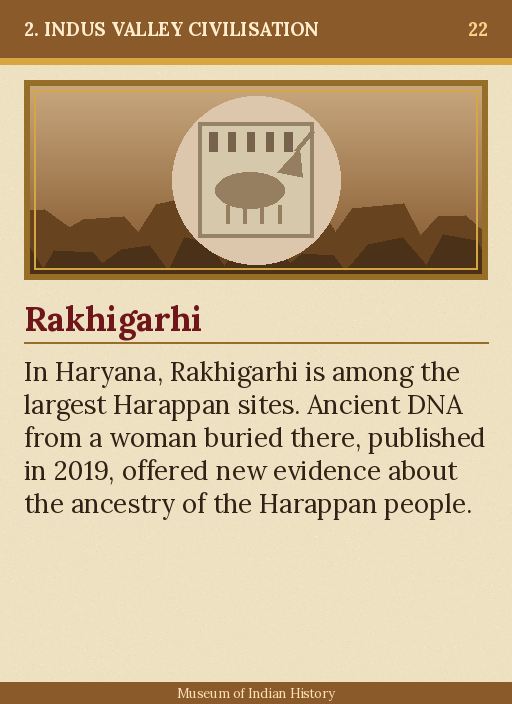 2. INDUS VALLEY CIVILISATION
22
Rakhigarhi
In Haryana, Rakhigarhi is among the
largest Harappan sites. Ancient DNA
from a woman buried there, published
in 2019, offered new evidence about
the ancestry of the Harappan people.
Museum of Indian History